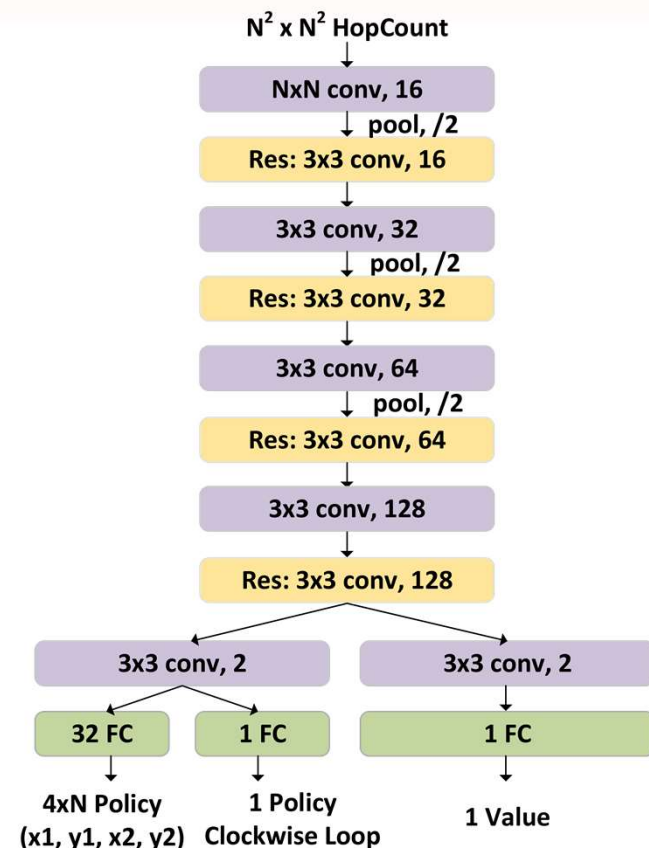 N² x N² HopCount
NxN conv, 16
pool, /2
Res: 3x3 conv, 16
3x3 conv, 32
pool, /2
Res: 3x3 conv, 32
3x3 conv, 64
pool, /2
Res: 3x3 conv, 64
3x3 conv, 128
Res: 3x3 conv, 128
3x3 conv, 2
3x3 conv, 2
32 FC
1 FC
1 FC
4xN Policy
(x1, y1, x2, y2)
1 Policy
Clockwise Loop
1 Value